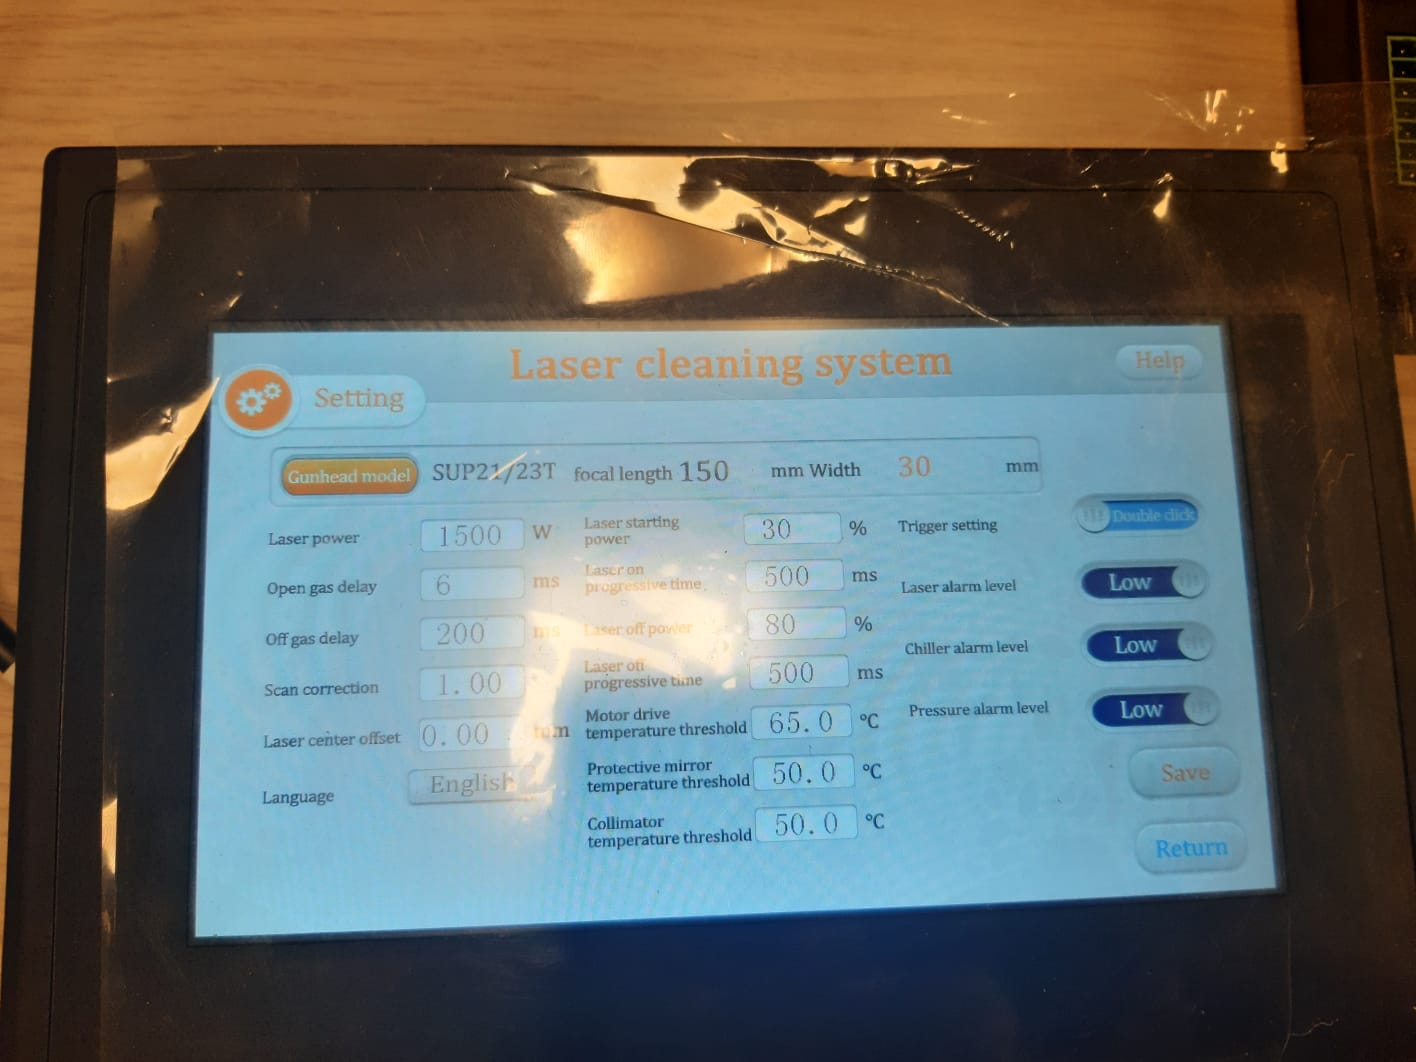 Laser cleaning system
Help
Setting
Gunhead model SUP21/23T focal length 150 mm Width 30 mm
Laser power 1500 W
Open gas delay 6 ms
Off gas delay 200 ms
Scan correction 1.00
Laser center offset 0.00 mm
Language English
Laser starting
power 30 %
Laser on
progressive time. 500 ms
Laser off power 80 %
Laser off
progressive time 500 ms
Motor drive
temperature threshold 65.0 °C
Protective mirror
temperature threshold 50.0 °C
Collimator
temperature threshold 50.0 °C
Trigger setting Double click
Laser alarm level Low
Chiller alarm level Low
Pressure alarm level Low
Save
Return